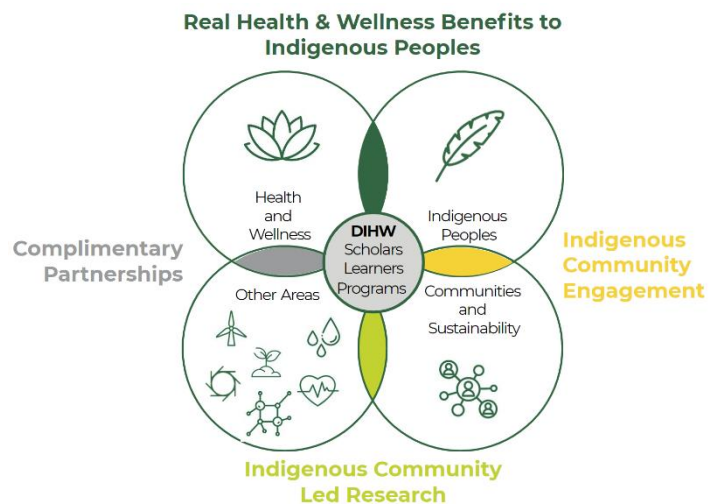 Real Health & Wellness Benefits to
Indigenous Peoples
Health
and
Wellness
Indigenous
Peoples
DIHW
Scholars
Learners
Programs
Complimentary
Partnerships
Indigenous
Community
Engagement
Other Areas
Communities
and
Sustainability
Indigenous Community
Led Research